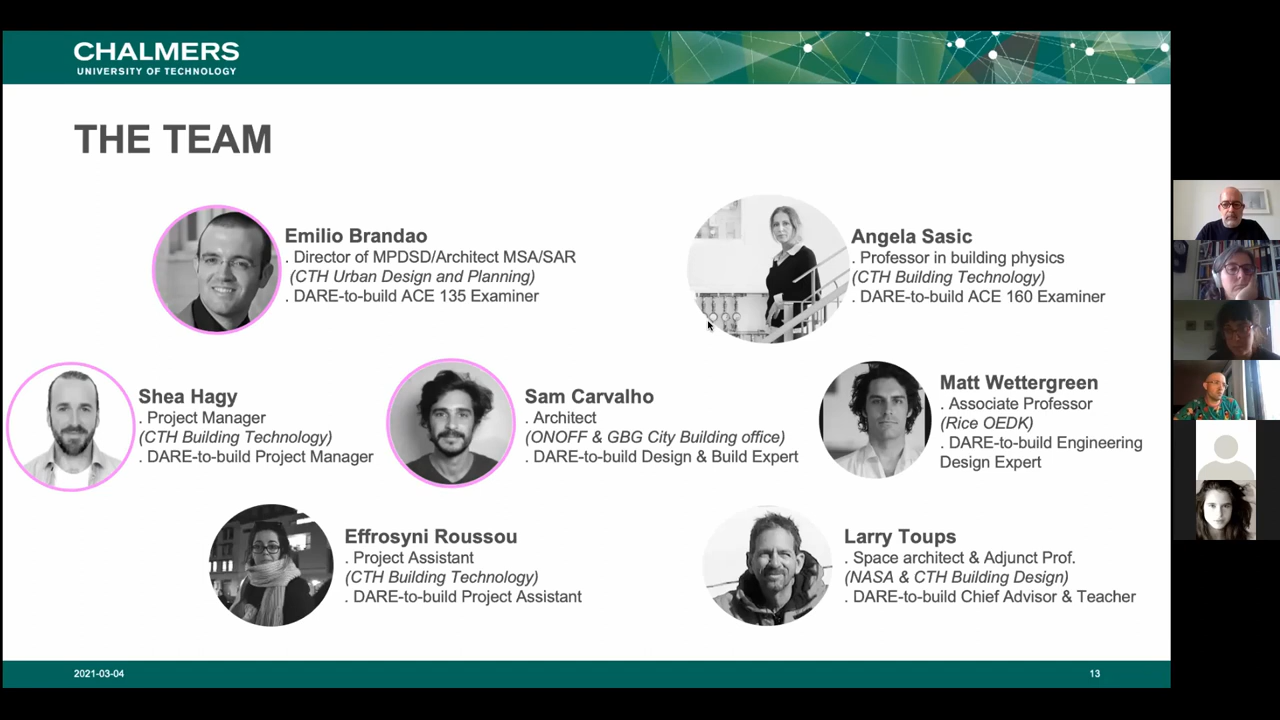 CHALMERS
UNIVERSITY OF TECHNOLOGY
THE TEAM
Emilio Brandao
. Director of MPDSD/Architect MSA/SAR
(CTH Urban Design and Planning)
. DARE-to-build ACE 135 Examiner
Angela Sasic
. Professor in building physics
(CTH Building Technology)
. DARE-to-build ACE 160 Examiner
Shea Hagy
. Project Manager
(CTH Building Technology)
. DARE-to-build Project Manager
Sam Carvalho
. Architect
(ONOFF & GBG City Building office)
. DARE-to-build Design & Build Expert
Matt Wettergreen
. Associate Professor
(Rice OEDK)
. DARE-to-build Engineering
Design Expert
Effrosyni Roussou
. Project Assistant
(CTH Building Technology)
. DARE-to-build Project Assistant
Larry Toups
. Space architect & Adjunct Prof.
(NASA & CTH Building Design)
. DARE-to-build Chief Advisor & Teacher
2021-03-04
13